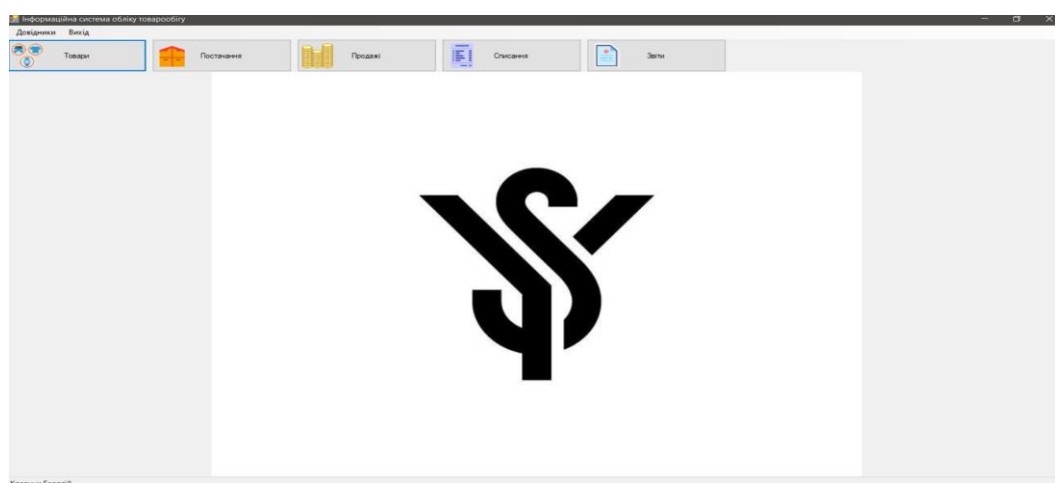 Інформаційна система обліку товарообігу
Довідники Вихід
Товари Постачання Продажі Списання Звіти